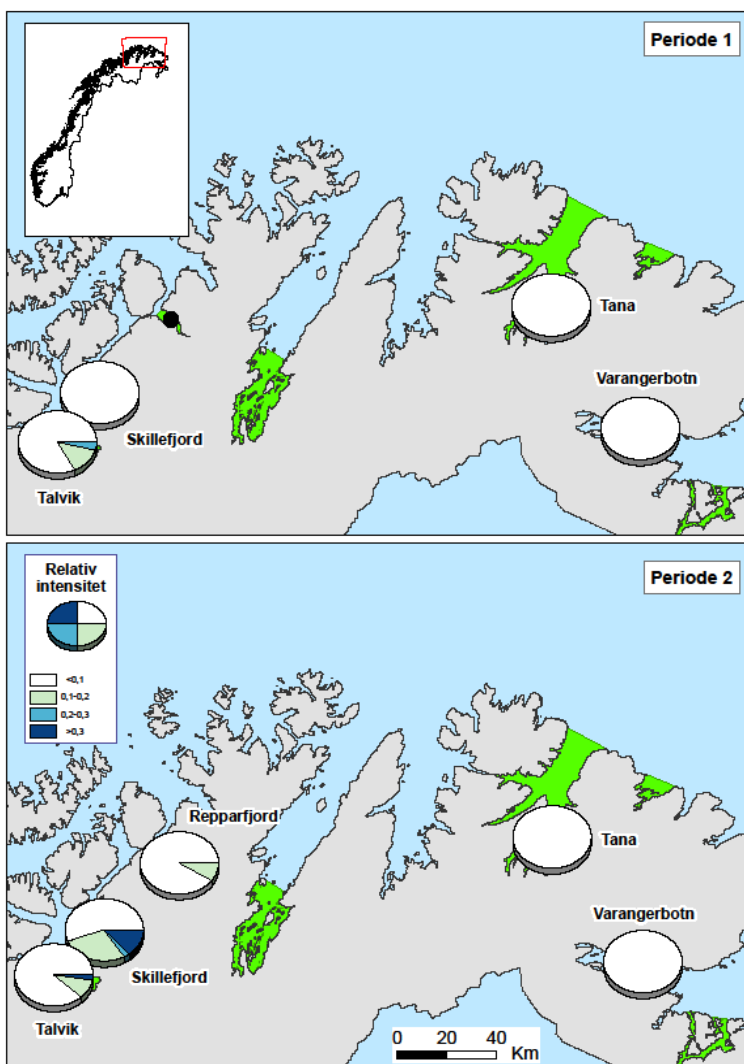 Periode 1
Tana
Varangerbotn
Skillefjord
Talvik
Relativ
intensitet
<0,1
0,1-0,2
0,2-0,3
>0,3
Periode 2
Repparfjord
Tana
Varangerbotn
Skillefjord
Talvik
0 20 40
Km